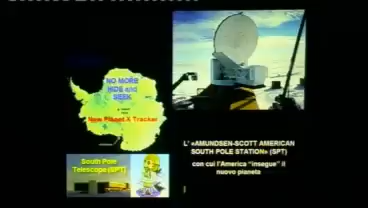 NO MORE
HIDE and
SEEK
New Planet X Tracker
South Pole
Telescope (SPT)
L' «AMUNDSEN-SCOTT AMERICAN
SOUTH POLE STATION» (SPT)
con cui l'America "insegue" il
nuovo pianeta